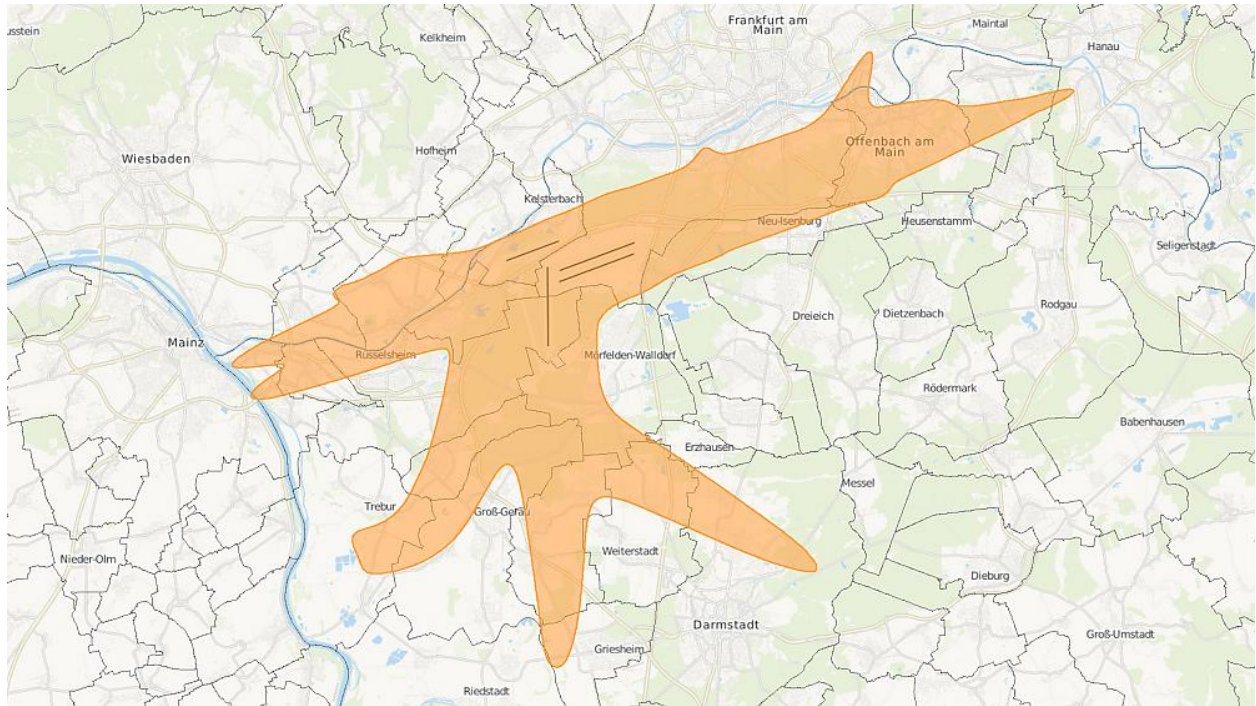 Frankfurt am
Main
Maintal
usstein
Kelkheim
Hanau
Hofheim
Offenbach am
Main
Wiesbaden
Kelsterbach
Neu-Isenburg
Heusenstamm
Seligenstadt
Rodgau
Dreieich
Dietzenbach
Mainz
Rüsselsheim
Mörfelden-Walldorf
Rödermark
Babenhausen
Erzhausen
Messel
Trebur
Groß-Gerau
Weiterstadt
Nieder-Olm
Dieburg
Darmstadt
Groß-Umstadt
Griesheim
Riedstadt